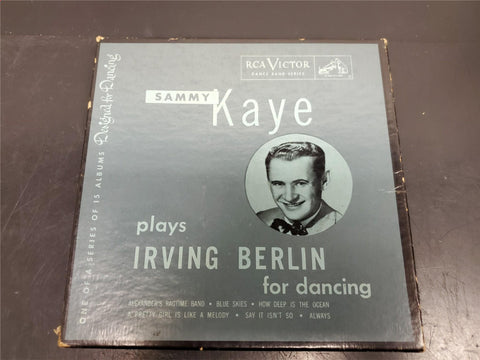 RCA VICTOR
DANCE BAND SERIES
SAMMY
Kaye
plays
IRVING BERLIN
for dancing
ALEXANDER'S RAGTIME BAND • BLUE SKIES • HOW DEEP IS THE OCEAN
A PRETTY GIRL IS LIKE A MELODY • SAY IT ISN'T SO • ALWAYS
ONE OF A SERIES OF 15 ALBUMS Designed for Dancing